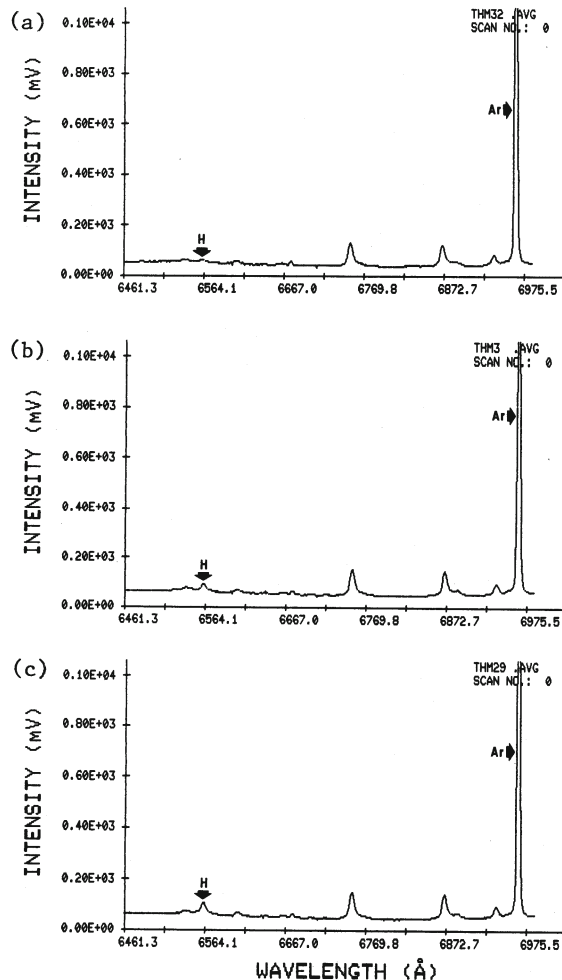 (a)
THM32 .AVG
SCAN NO.: 0
INTENSITY (mV)
0.10E+04
0.80E+03
0.60E+03
0.40E+03
0.20E+03
0.00E+00
H
Ar
6461.3 6564.1 6667.0 6769.8 6872.7 6975.5
(b)
THM3 .AVG
SCAN NO.: 0
INTENSITY (mV)
0.10E+04
0.80E+03
0.60E+03
0.40E+03
0.20E+03
0.00E+00
H
Ar
6461.3 6564.1 6667.0 6769.8 6872.7 6975.5
(c)
THM29 .AVG
SCAN NO.: 0
INTENSITY (mV)
0.10E+04
0.80E+03
0.60E+03
0.40E+03
0.20E+03
0.00E+00
H
Ar
6461.3 6564.1 6667.0 6769.8 6872.7 6975.5
WAVELENGTH (Å)